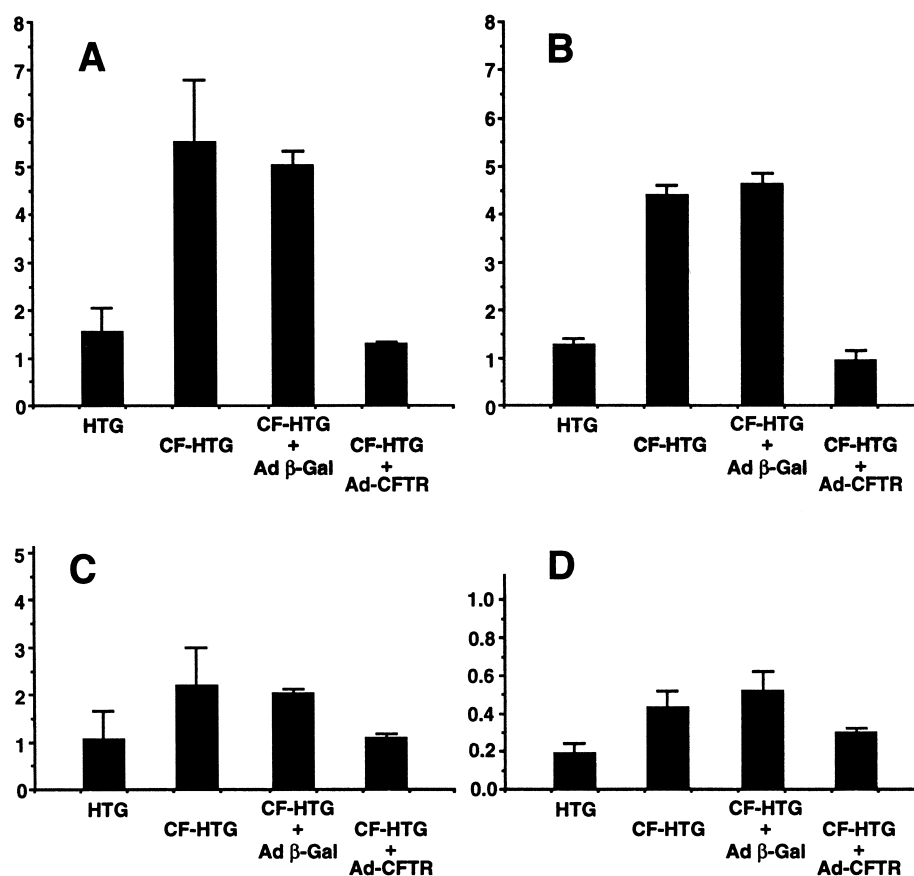 A
8
7
6
5
4
3
2
1
0
HTG
CF-HTG
CF-HTG
+
Ad β-Gal
CF-HTG
+
Ad-CFTR
B
8
7
6
5
4
3
2
1
0
HTG
CF-HTG
CF-HTG
+
Ad β-Gal
CF-HTG
+
Ad-CFTR
C
5
4
3
2
1
0
HTG
CF-HTG
CF-HTG
+
Ad β-Gal
CF-HTG
+
Ad-CFTR
D
1.0
0.8
0.6
0.4
0.2
0.0
HTG
CF-HTG
CF-HTG
+
Ad β-Gal
CF-HTG
+
Ad-CFTR